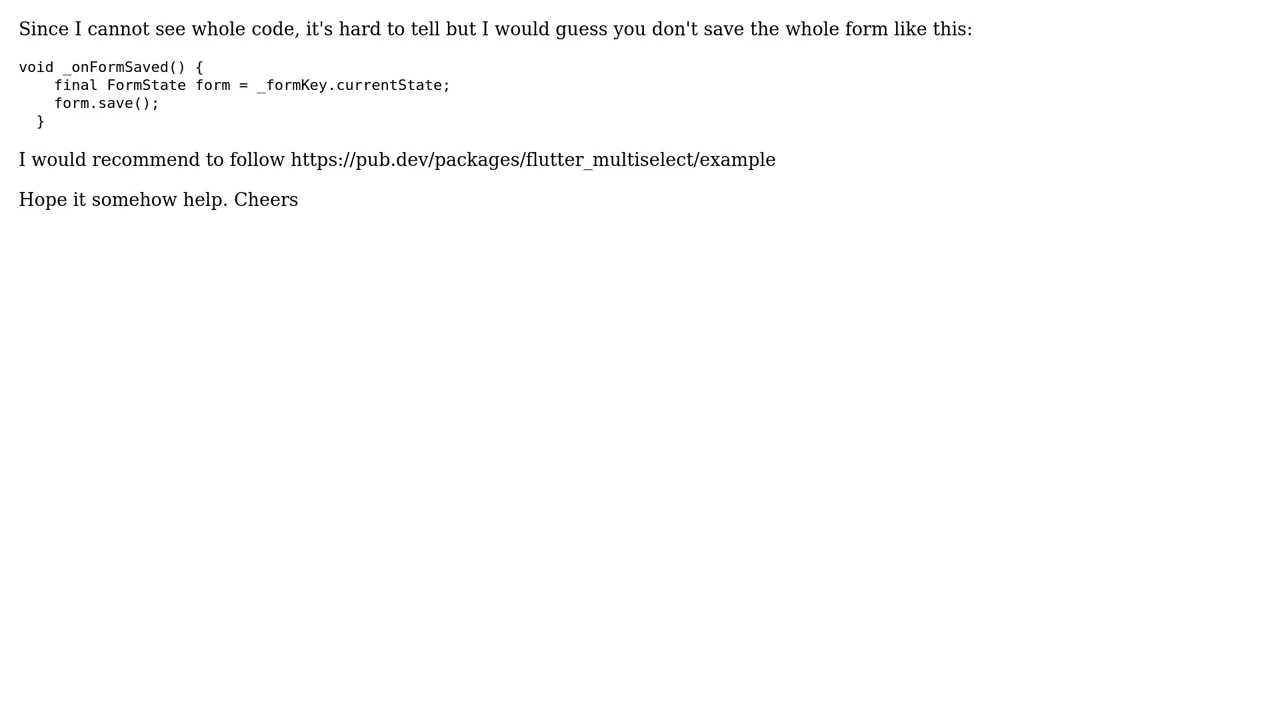 Since I cannot see whole code, it's hard to tell but I would guess you don't save the whole form like this:
void _onFormSaved() {
    final FormState form = _formKey.currentState;
    form.save();
  }
I would recommend to follow https://pub.dev/packages/flutter_multiselect/example
Hope it somehow help. Cheers